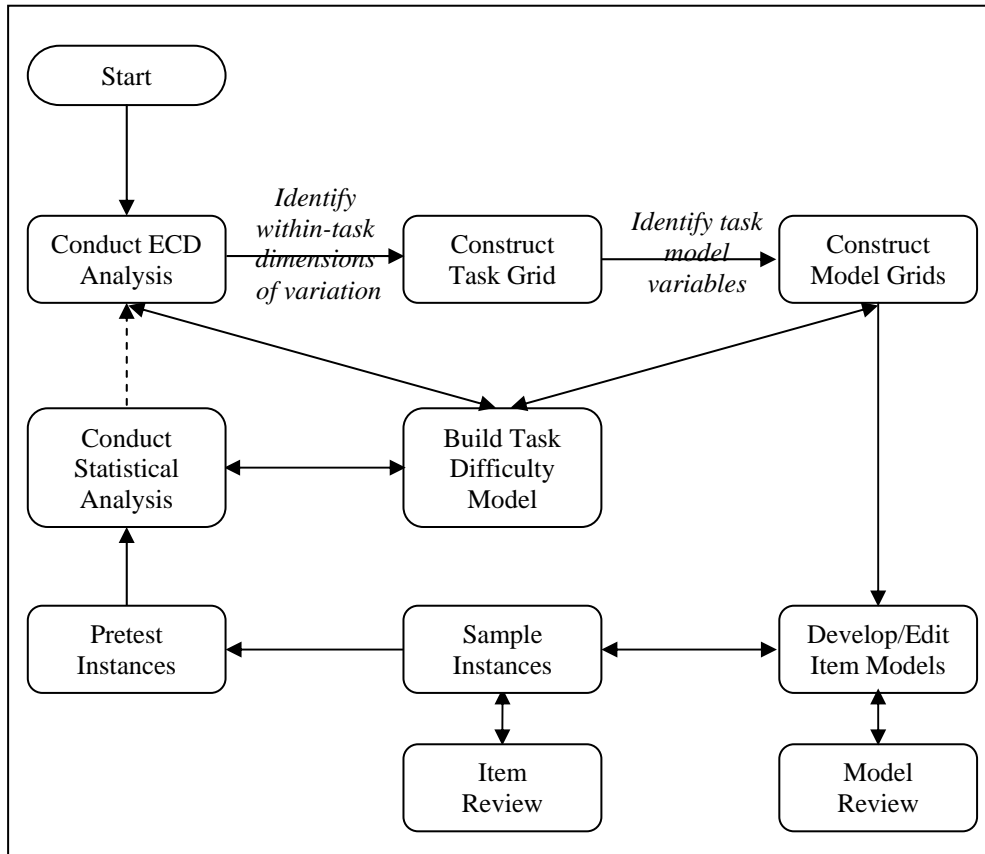 Start
Conduct ECD
Analysis
Identify
within-task
dimensions
of variation
Construct
Task Grid
Identify task
model
variables
Construct
Model Grids
Conduct
Statistical
Analysis
Build Task
Difficulty
Model
Pretest
Instances
Sample
Instances
Develop/Edit
Item Models
Item
Review
Model
Review